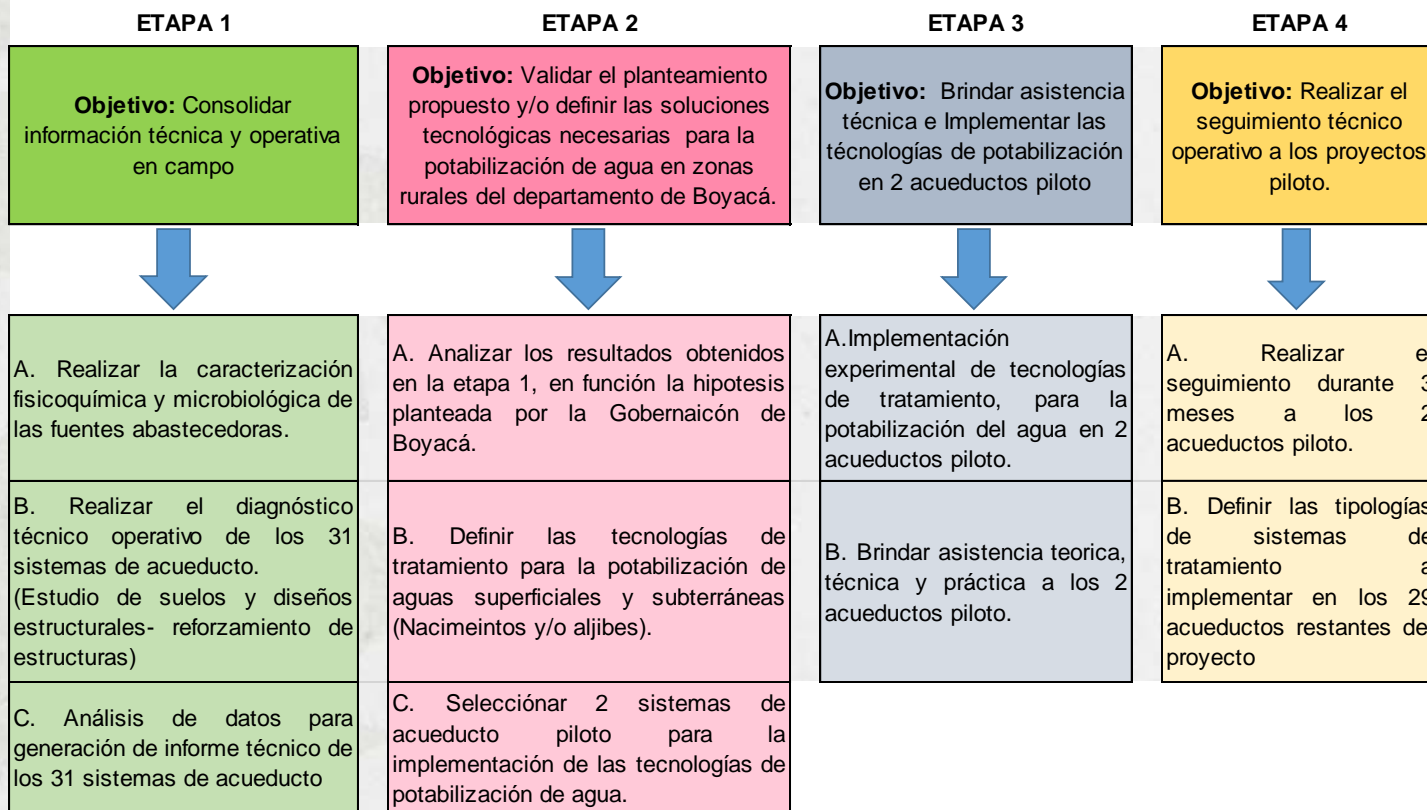 ETAPA 1
Objetivo: Consolidar
información técnica y operativa
en campo
A. Realizar la caracterización
fisicoquímica y microbiológica de
las fuentes abastecedoras.
B. Realizar el diagnóstico
técnico operativo de los 31
sistemas de acueducto.
(Estudio de suelos y diseños
estructurales- reforzamiento de
estructuras)
C. Análisis de datos para
generación de informe técnico de
los 31 sistemas de acueducto
ETAPA 2
Objetivo: Validar el planteamiento
propuesto y/o definir las soluciones
tecnológicas necesarias para la
potabilización de agua en zonas
rurales del departamento de Boyacá.
A. Analizar los resultados obtenidos
en la etapa 1, en función la hipotesis
planteada por la Gobernaicón de
Boyacá.
B. Definir las tecnologías de
tratamiento para la potabilización de
aguas superficiales y subterráneas
(Nacimeintos y/o aljibes).
C. Selecciónar 2 sistemas de
acueducto piloto para la
implementación de las tecnologías de
potabilización de agua.
ETAPA 3
Objetivo: Brindar asistencia
técnica e Implementar las
técnologías de potabilización
en 2 acueductos piloto
A.Implementación
experimental de tecnologías
de tratamiento, para la
potabilización del agua en 2
acueductos piloto.
B. Brindar asistencia teorica,
técnica y práctica a los 2
acueductos piloto.
ETAPA 4
Objetivo: Realizar el
seguimiento técnico
operativo a los proyectos
piloto.
A. Realizar e
seguimiento durante 3
meses a los 2
acueductos piloto.
B. Definir las tipologías
de sistemas de
tratamiento a
implementar en los 29
acueductos restantes de
proyecto